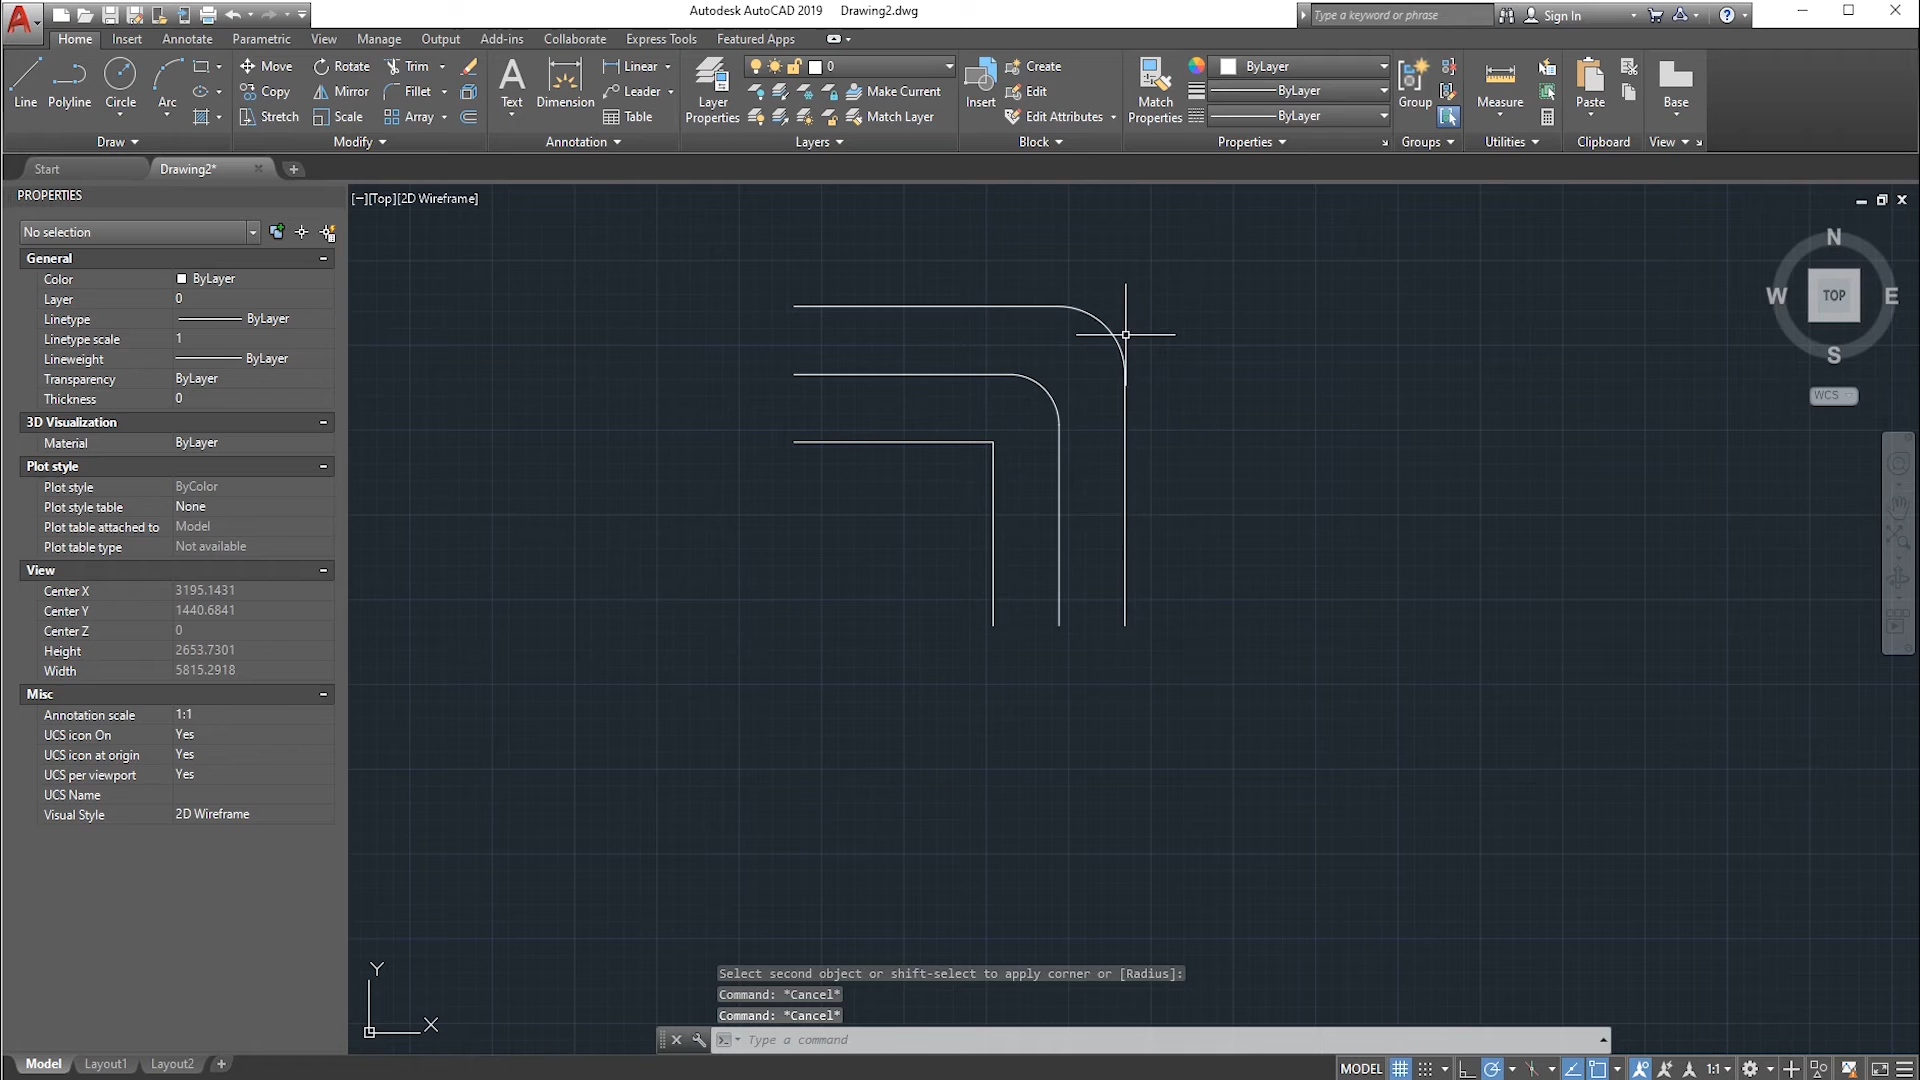 Autodesk AutoCAD 2019 Drawing2.dwg
Type a keyword or phrase
Sign In
Home Insert Annotate Parametric View Manage Output Add-ins Collaborate Express Tools Featured Apps
Line Polyline Circle Arc
Draw
Move Rotate Trim
Copy Mirror Fillet
Stretch Scale Array
Modify
Text Dimension
Linear
Leader
Table
Annotation
Layer Properties
0
Make Current
Match Layer
Layers
Insert
Create
Edit
Edit Attributes
Block
Match Properties
ByLayer
ByLayer
ByLayer
Properties
Group
Groups
Measure
Utilities
Paste
Clipboard
Base
View
Start Drawing2*
PROPERTIES
No selection
General
Color ByLayer
Layer 0
Linetype ByLayer
Linetype scale 1
Lineweight ByLayer
Transparency ByLayer
Thickness 0
3D Visualization
Material ByLayer
Plot style
Plot style ByColor
Plot style table None
Plot table attached to Model
Plot table type Not available
View
Center X 3195.1431
Center Y 1440.6841
Center Z 0
Height 2653.7301
Width 5815.2918
Misc
Annotation scale 1:1
UCS icon On Yes
UCS icon at origin Yes
UCS per viewport Yes
UCS Name
Visual Style 2D Wireframe
[−][Top][2D Wireframe]
N
W TOP E
S
WCS
Y
X
Select second object or shift-select to apply corner or [Radius]:
Command: *Cancel*
Command: *Cancel*
Type a command
Model Layout1 Layout2 +
MODEL 1:1